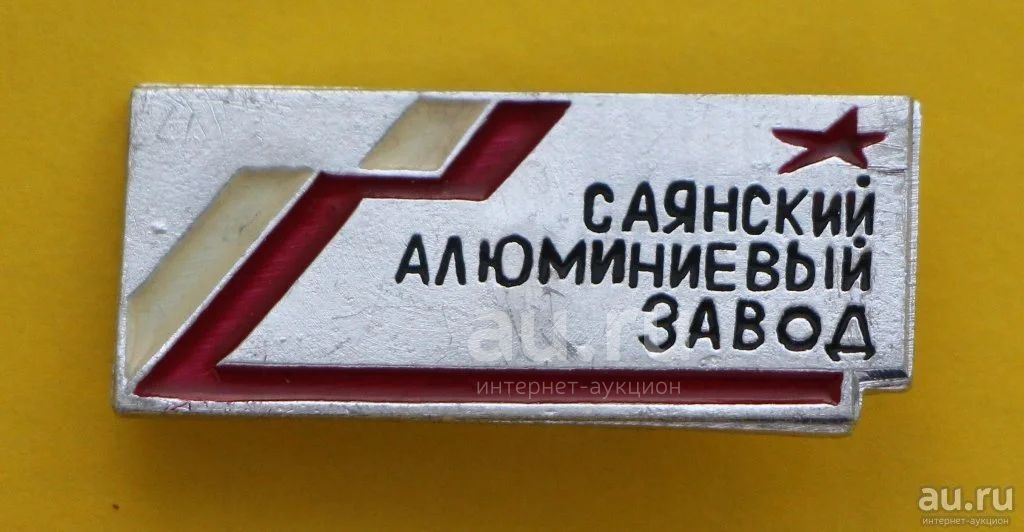 САЯНСКИЙ
АЛЮМИНИЕВЫЙ
ЗАВОД
au.ru
интернет-аукцион
au.ru
интернет-аукцион